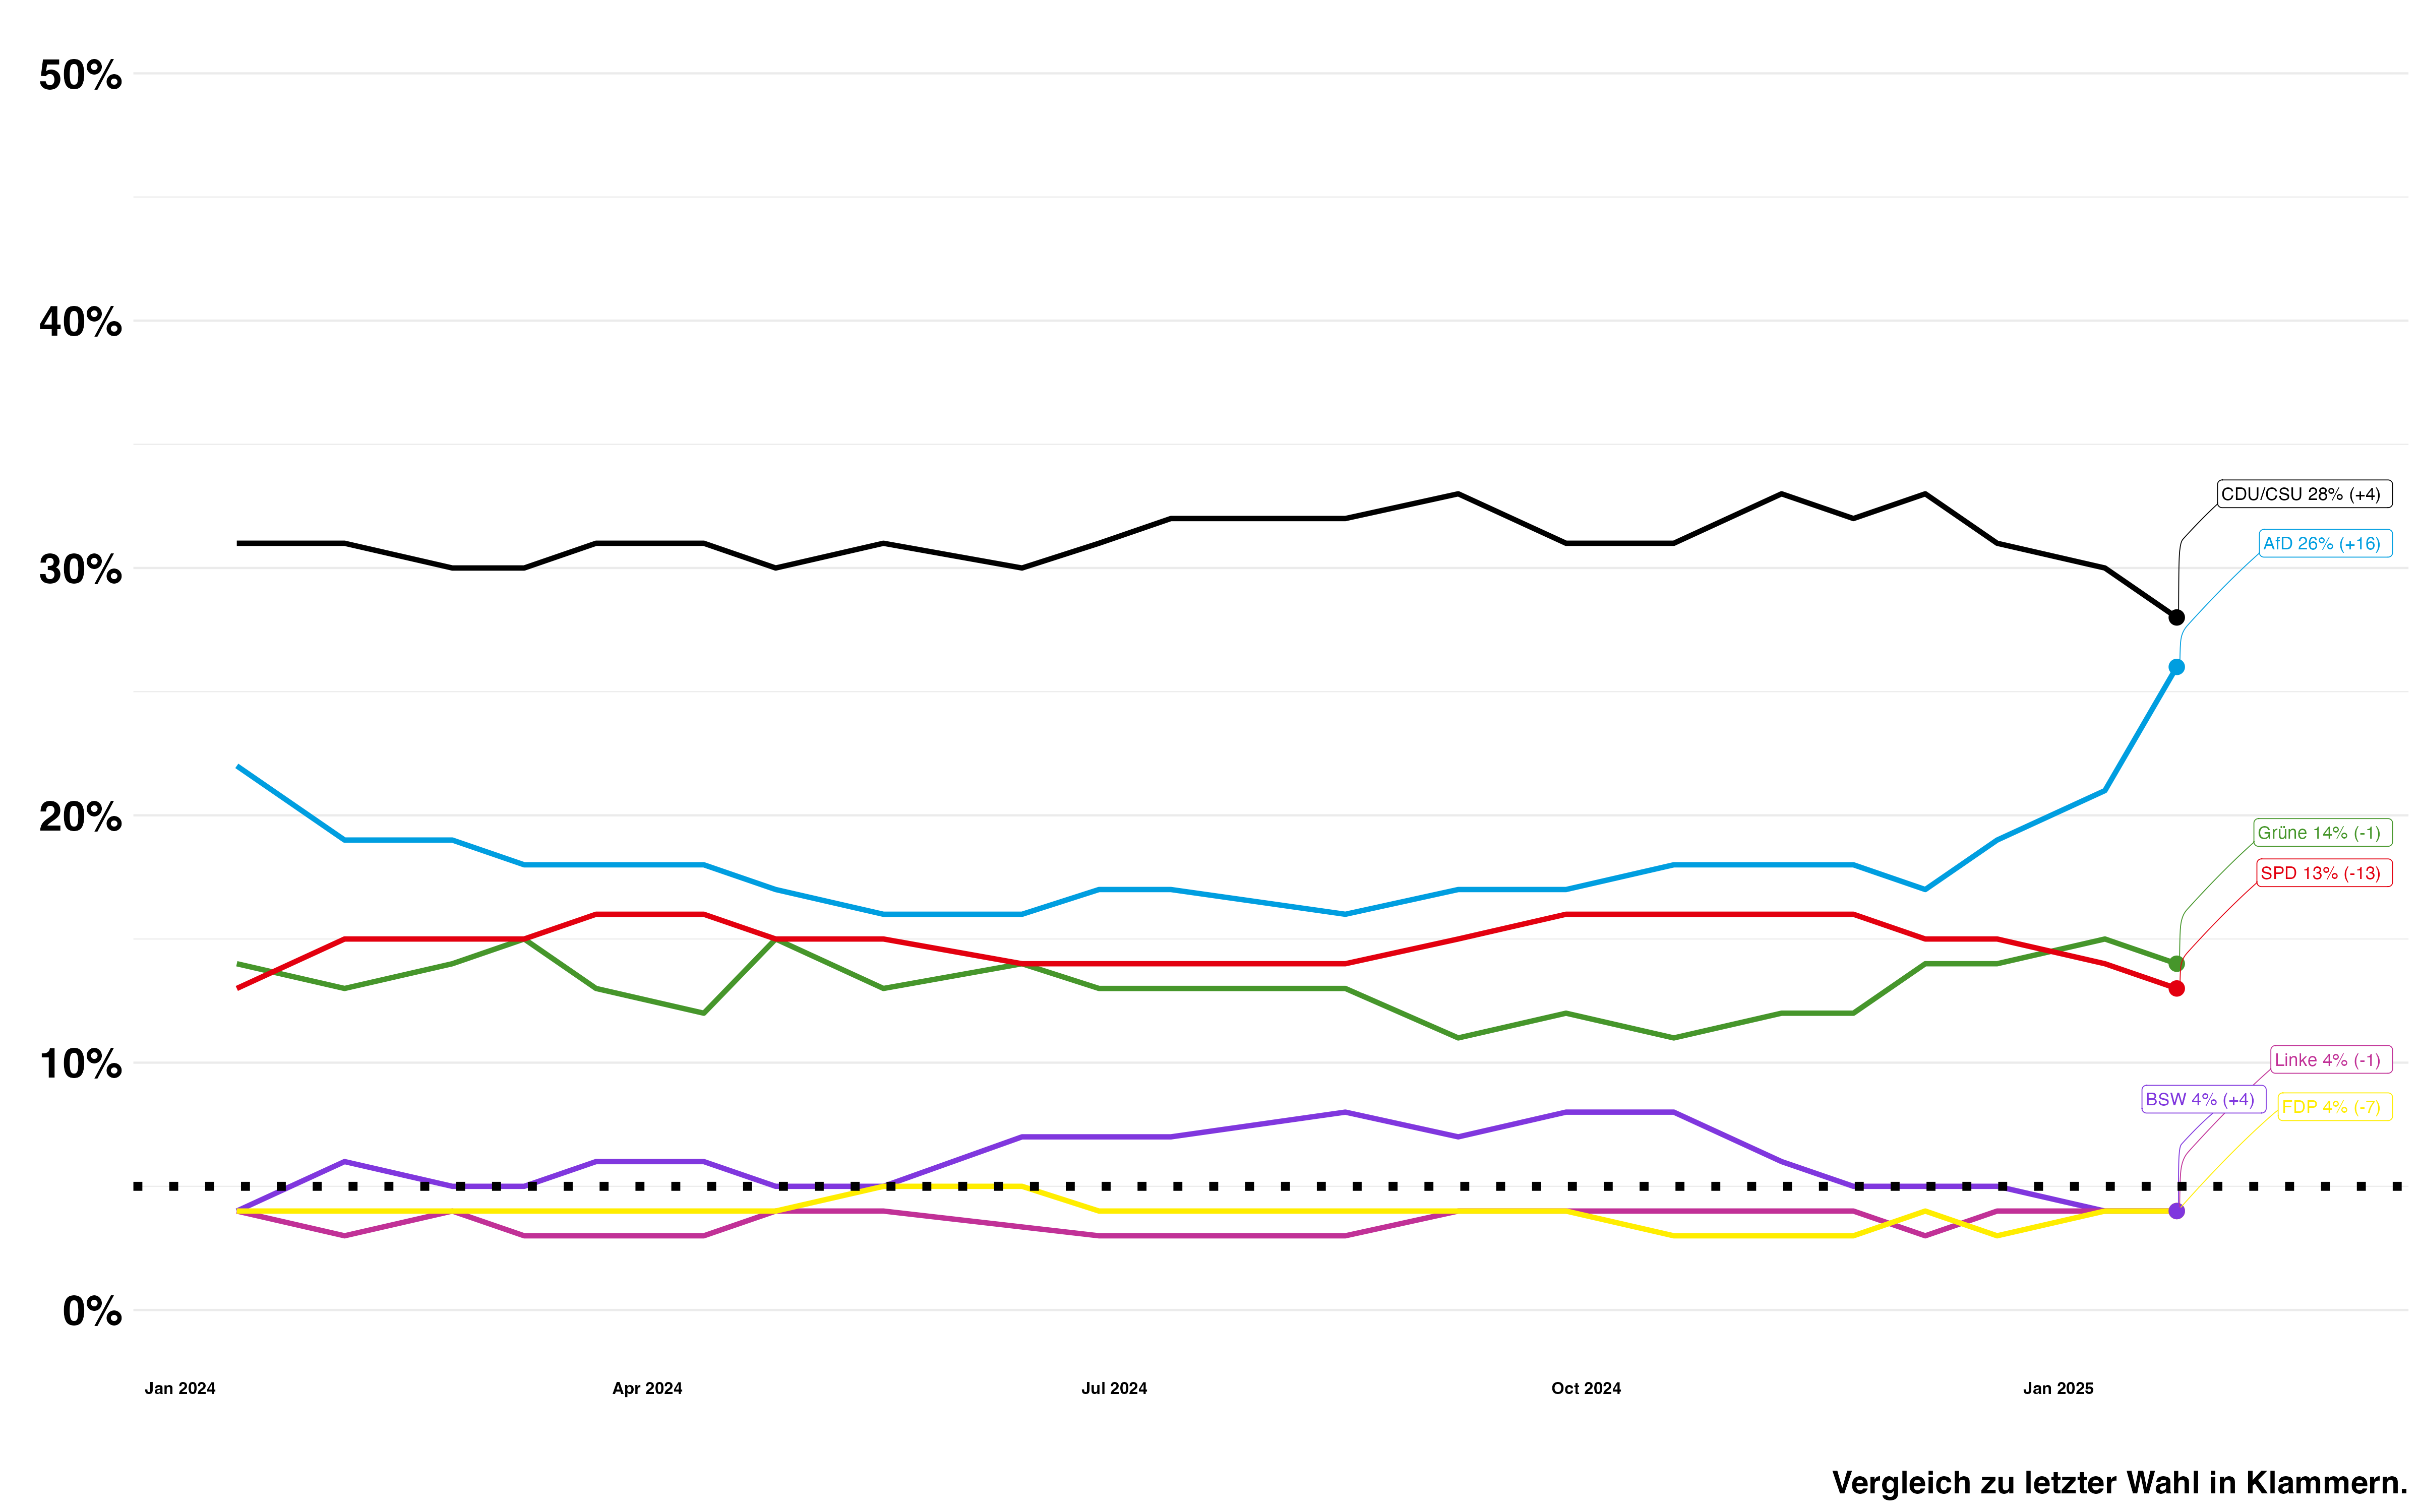 50%
40%
30%
20%
10%
0%
CDU/CSU 28% (+4)
AfD 26% (+16)
Grüne 14% (-1)
SPD 13% (-13)
Linke 4% (-1)
BSW 4% (+4)
FDP 4% (-7)
Jan 2024
Apr 2024
Jul 2024
Oct 2024
Jan 2025
Vergleich zu letzter Wahl in Klammern.